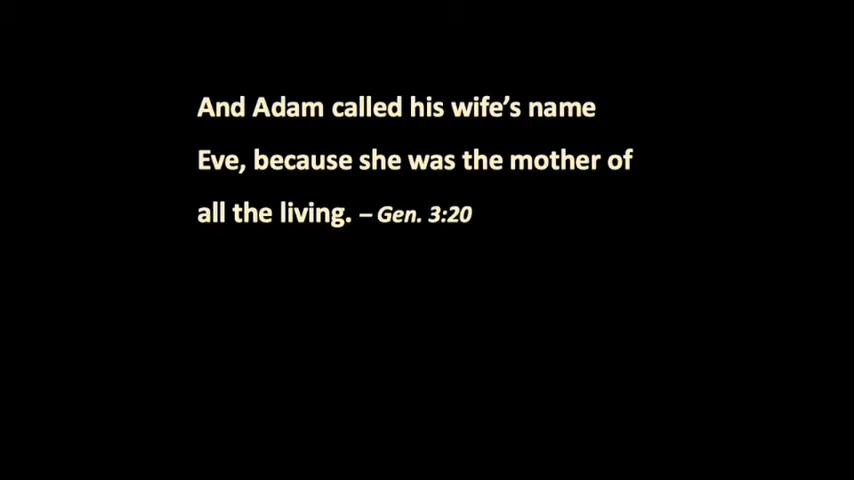 And Adam called his wife’s name
Eve, because she was the mother of
all the living. – Gen. 3:20